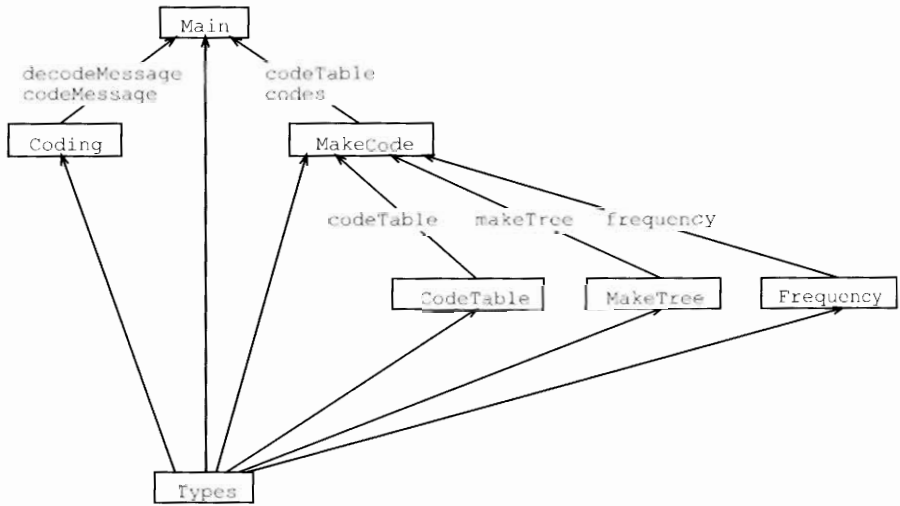 Main
decodeMessage
codeMessage
codeTable
codes
Coding
MakeCode
codeTable makeTree frequency
CodeTable MakeTree Frequency
Types